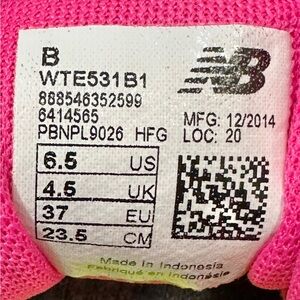 B
WTE531B1
888546352599
6414565
PBNPL9026 HFG
NB
MFG: 12/2014
LOC: 20
6.5 US
4.5 UK
37 EU
23.5 CM
Made in Indonesia
Fabriqué en Indonésie